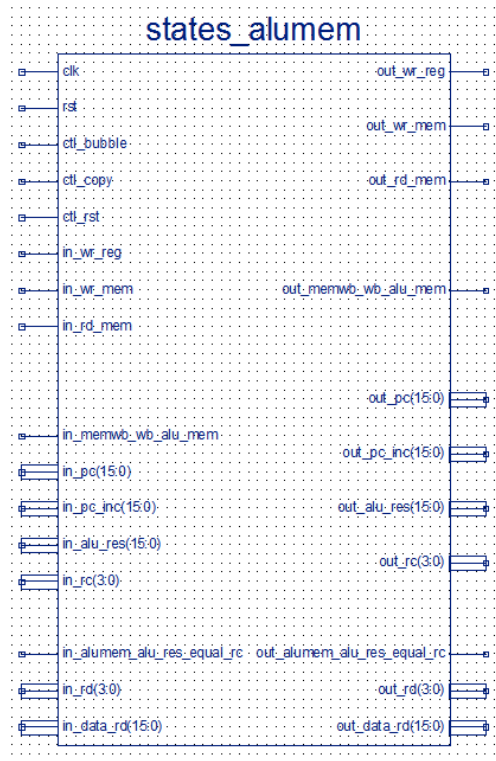 states_alumem
clk
out_wr_reg
rst
out_wr_mem
ctl_bubble
ctl_copy
out_rd_mem
ctl_rst
in_wr_reg
in_wr_mem
out_memwb_wb_alu_mem
in_rd_mem
out_pc(15:0)
in_memwb_wb_alu_mem
out_pc_inc(15:0)
in_pc(15:0)
in_pc_inc(15:0)
out_alu_res(15:0)
in_alu_res(15:0)
out_rc(3:0)
in_rc(3:0)
in_alumem_alu_res_equal_rc
out_alumem_alu_res_equal_rc
in_rd(3:0)
out_rd(3:0)
in_data_rd(15:0)
out_data_rd(15:0)